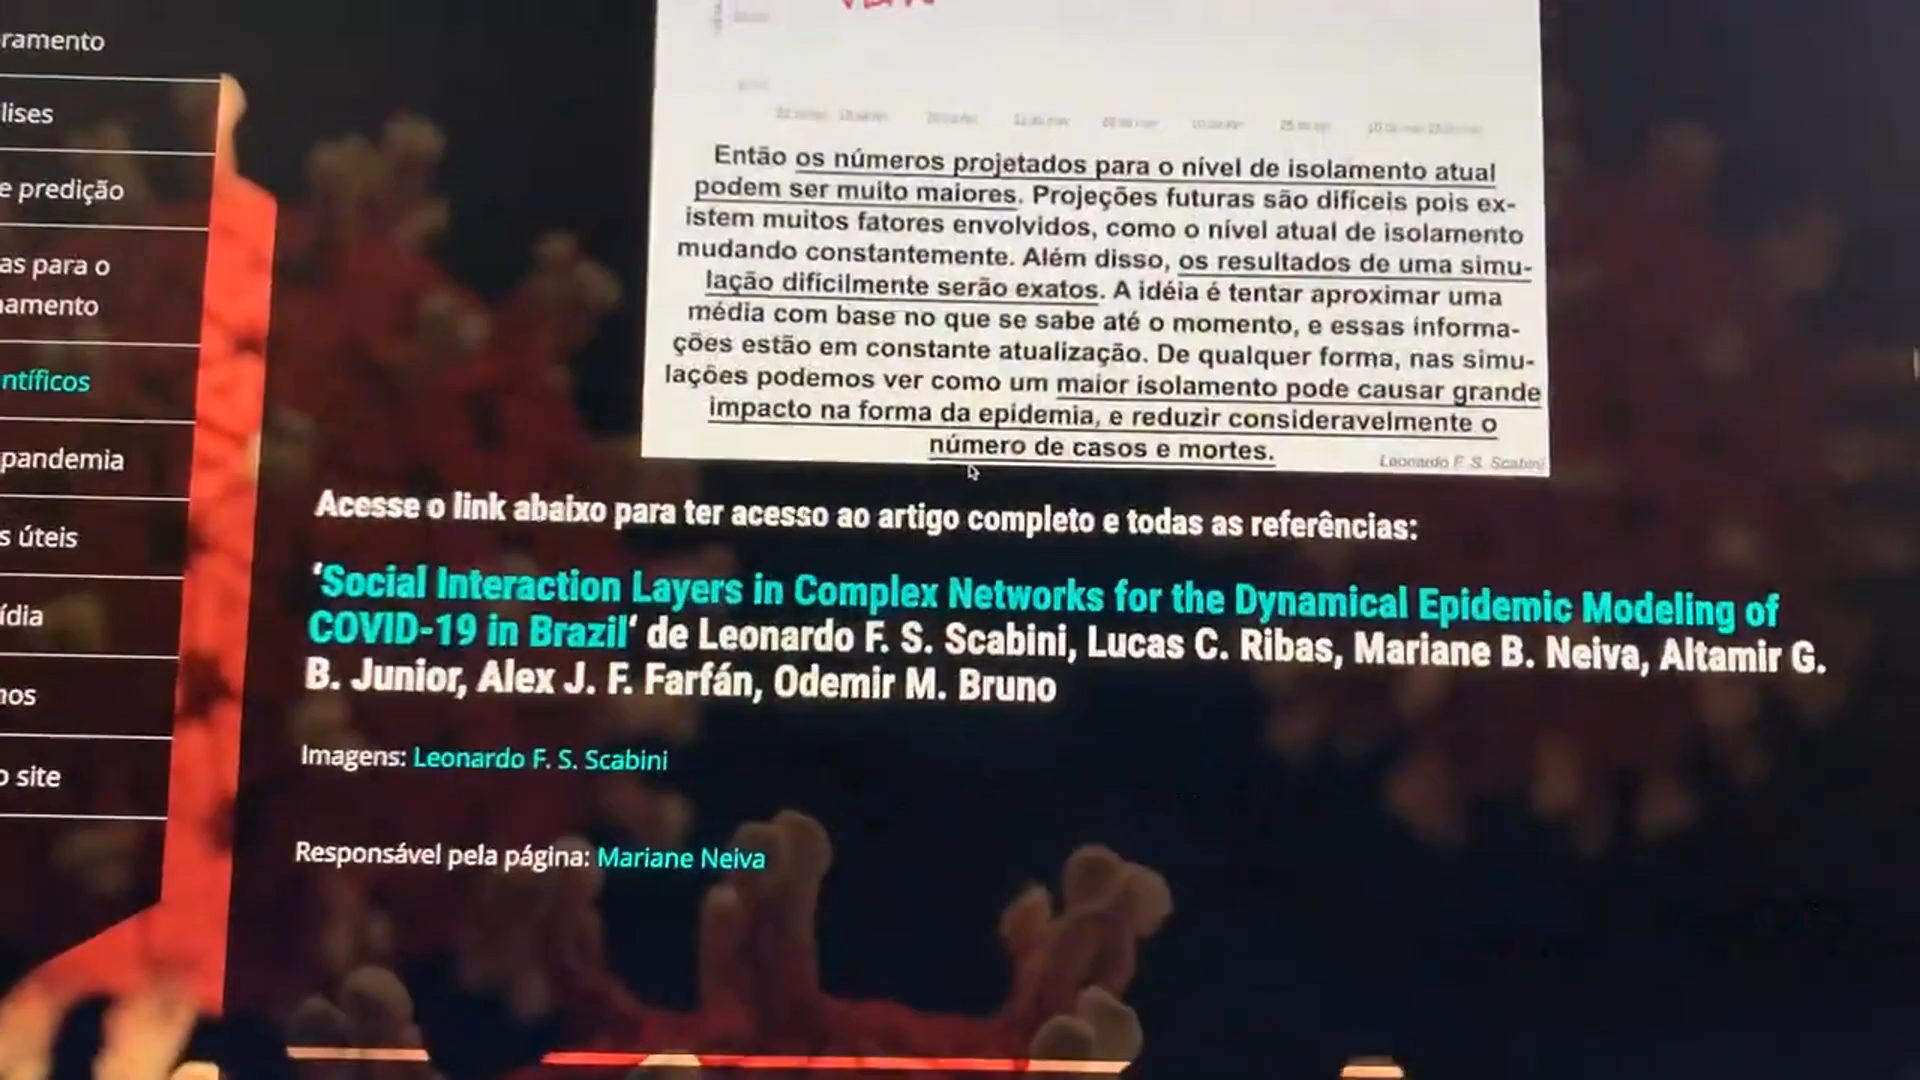 ramento
lises
e predição
as para o
namento
ntíficos
pandemia
s úteis
ídia
nos
o site
Então os números projetados para o nível de isolamento atual
podem ser muito maiores. Projeções futuras são difíceis pois ex-
istem muitos fatores envolvidos, como o nível atual de isolamento
mudando constantemente. Além disso, os resultados de uma simu-
lação dificilmente serão exatos. A idéia é tentar aproximar uma
média com base no que se sabe até o momento, e essas informa-
ções estão em constante atualização. De qualquer forma, nas simu-
lações podemos ver como um maior isolamento pode causar grande
impacto na forma da epidemia, e reduzir consideravelmente o
número de casos e mortes.
Leonardo F. S. Scabini
Acesse o link abaixo para ter acesso ao artigo completo e todas as referências:
‘Social Interaction Layers in Complex Networks for the Dynamical Epidemic Modeling of
COVID-19 in Brazil‘ de Leonardo F. S. Scabini, Lucas C. Ribas, Mariane B. Neiva, Altamir G.
B. Junior, Alex J. F. Farfán, Odemir M. Bruno
Imagens: Leonardo F. S. Scabini
Responsável pela página: Mariane Neiva